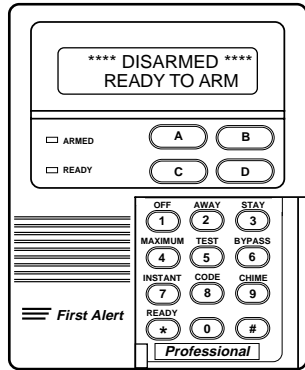 **** DISARMED ****
READY TO ARM
ARMED
A
B
READY
C
D
OFF AWAY STAY
1 2 3
MAXIMUM TEST BYPASS
4 5 6
INSTANT CODE CHIME
7 8 9
READY
* 0 #
First Alert
Professional